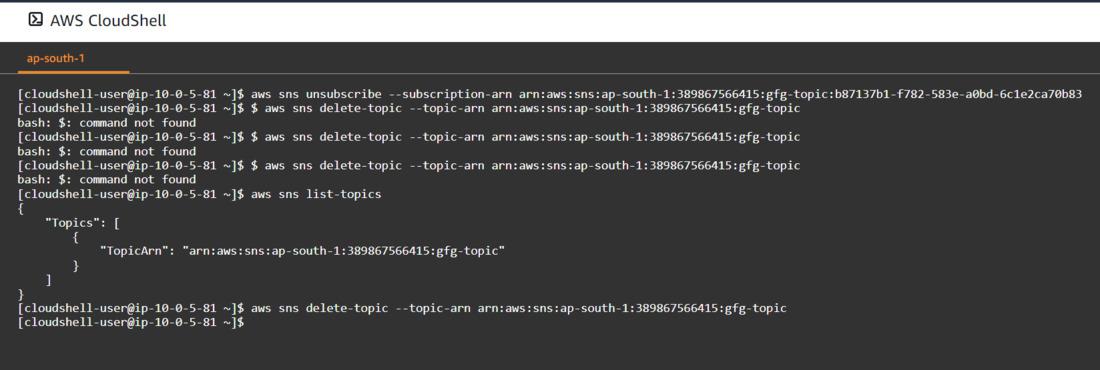 AWS CloudShell
ap-south-1
[cloudshell-user@ip-10-0-5-81 ~]$ aws sns unsubscribe --subscription-arn arn:aws:sns:ap-south-1:389867566415:gfg-topic:b87137b1-f782-583e-a0bd-6c1e2ca70b83
[cloudshell-user@ip-10-0-5-81 ~]$ $ aws sns delete-topic --topic-arn arn:aws:sns:ap-south-1:389867566415:gfg-topic
bash: $: command not found
[cloudshell-user@ip-10-0-5-81 ~]$ $ aws sns delete-topic --topic-arn arn:aws:sns:ap-south-1:389867566415:gfg-topic
bash: $: command not found
[cloudshell-user@ip-10-0-5-81 ~]$ $ aws sns delete-topic --topic-arn arn:aws:sns:ap-south-1:389867566415:gfg-topic
bash: $: command not found
[cloudshell-user@ip-10-0-5-81 ~]$ aws sns list-topics
{
    "Topics": [
        {
            "TopicArn": "arn:aws:sns:ap-south-1:389867566415:gfg-topic"
        }
    ]
}
[cloudshell-user@ip-10-0-5-81 ~]$ aws sns delete-topic --topic-arn arn:aws:sns:ap-south-1:389867566415:gfg-topic
[cloudshell-user@ip-10-0-5-81 ~]$